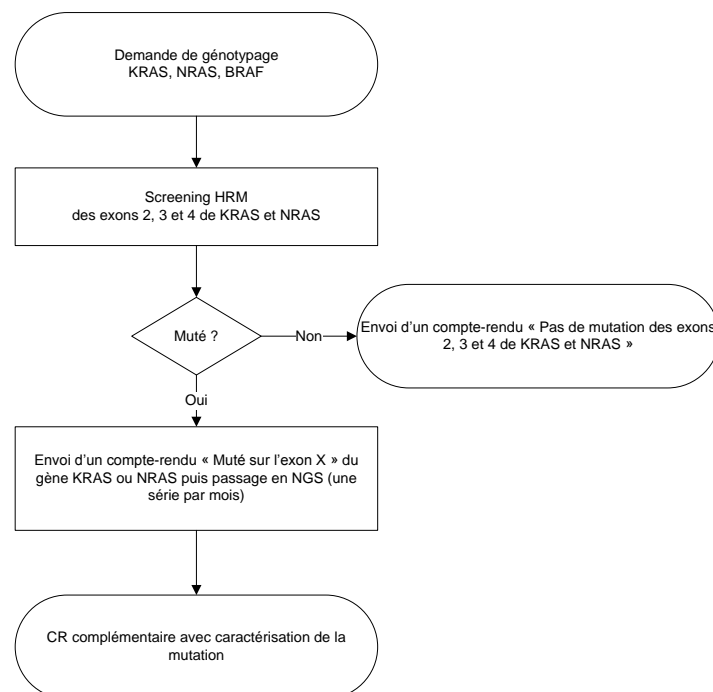 Demande de génotypage
KRAS, NRAS, BRAF
Screening HRM
des exons 2, 3 et 4 de KRAS et NRAS
Muté ?
Non
Envoi d’un compte-rendu « Pas de mutation des exons
2, 3 et 4 de KRAS et NRAS »
Oui
Envoi d’un compte-rendu « Muté sur l’exon X » du
gène KRAS ou NRAS puis passage en NGS (une
série par mois)
CR complémentaire avec caractérisation de la
mutation